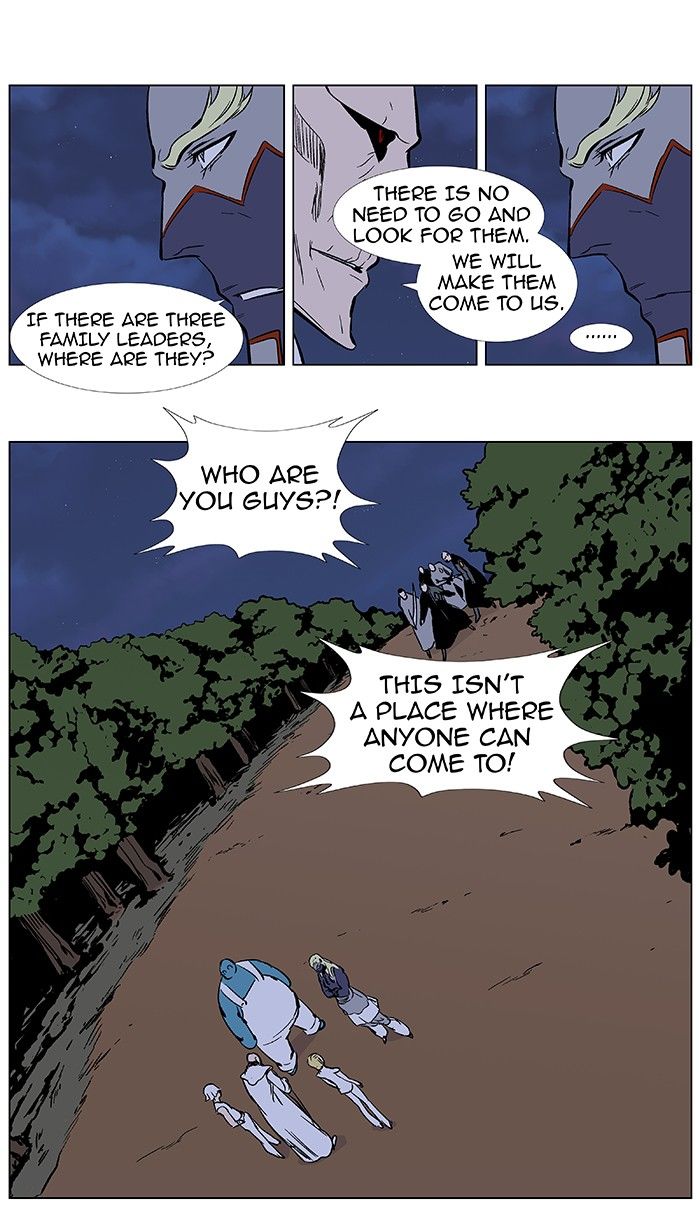 IF THERE ARE THREE
FAMILY LEADERS,
WHERE ARE THEY?
THERE IS NO
NEED TO GO AND
LOOK FOR THEM.
WE WILL
MAKE THEM
COME TO US.
......
WHO ARE
YOU GUYS?!
THIS ISN'T
A PLACE WHERE
ANYONE CAN
COME TO!